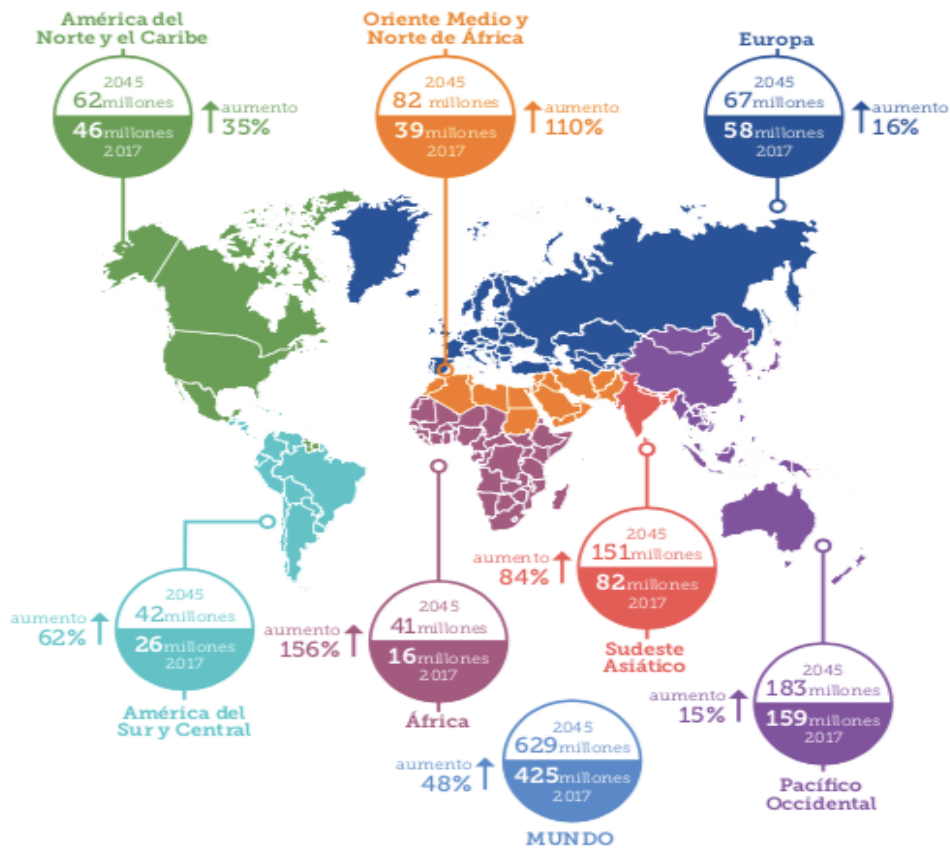 América del
Norte y el Caribe
2045
62millones
46millones
2017
aumento
35%
Oriente Medio y
Norte de África
2045
82 millones
39millones
2017
aumento
110%
Europa
2045
67millones
58millones
2017
aumento
16%
aumento
62%
2045
42millones
26millones
2017
América del
Sur y Central
aumento
156%
2045
41millones
16millones
2017
África
aumento
84%
2045
151millones
82millones
2017
Sudeste
Asiático
aumento
15%
2045
183millones
159millones
2017
Pacífico
Occidental
aumento
48%
2045
629millones
425millones
2017
MUNDO